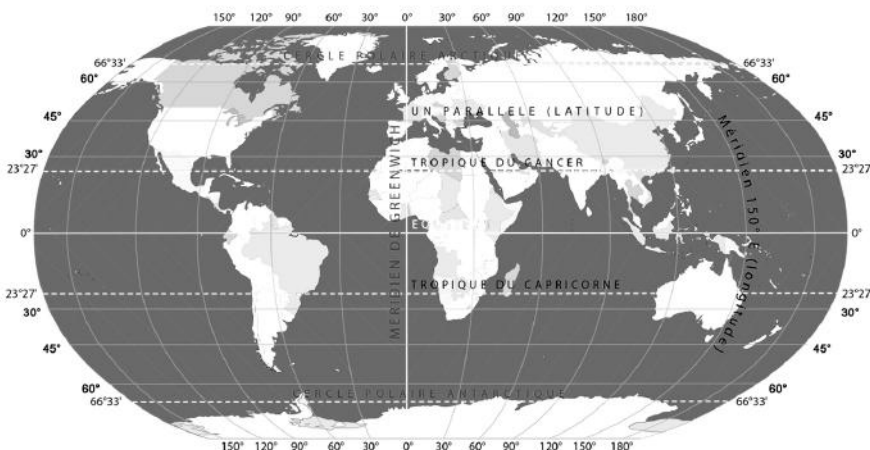 150° 120° 90° 60° 30° 0° 30° 60° 90° 120° 150° 180°
CERCLE POLAIRE ARCTIQUE
66°33' 66°33'
60° 60°
UN PARALLELE (LATITUDE)
45° 45°
30° 30°
TROPIQUE DU CANCER
23°27' 23°27'
MERIDIEN DE GREENWICH
Méridien 150° E (longitude)
0° 0°
TROPIQUE DU CAPRICORNE
23°27' 23°27'
30° 30°
45° 45°
60° 60°
CERCLE POLAIRE ANTARCTIQUE
66°33' 66°33'
150° 120° 90° 60° 30° 0° 30° 60° 90° 120° 150° 180°